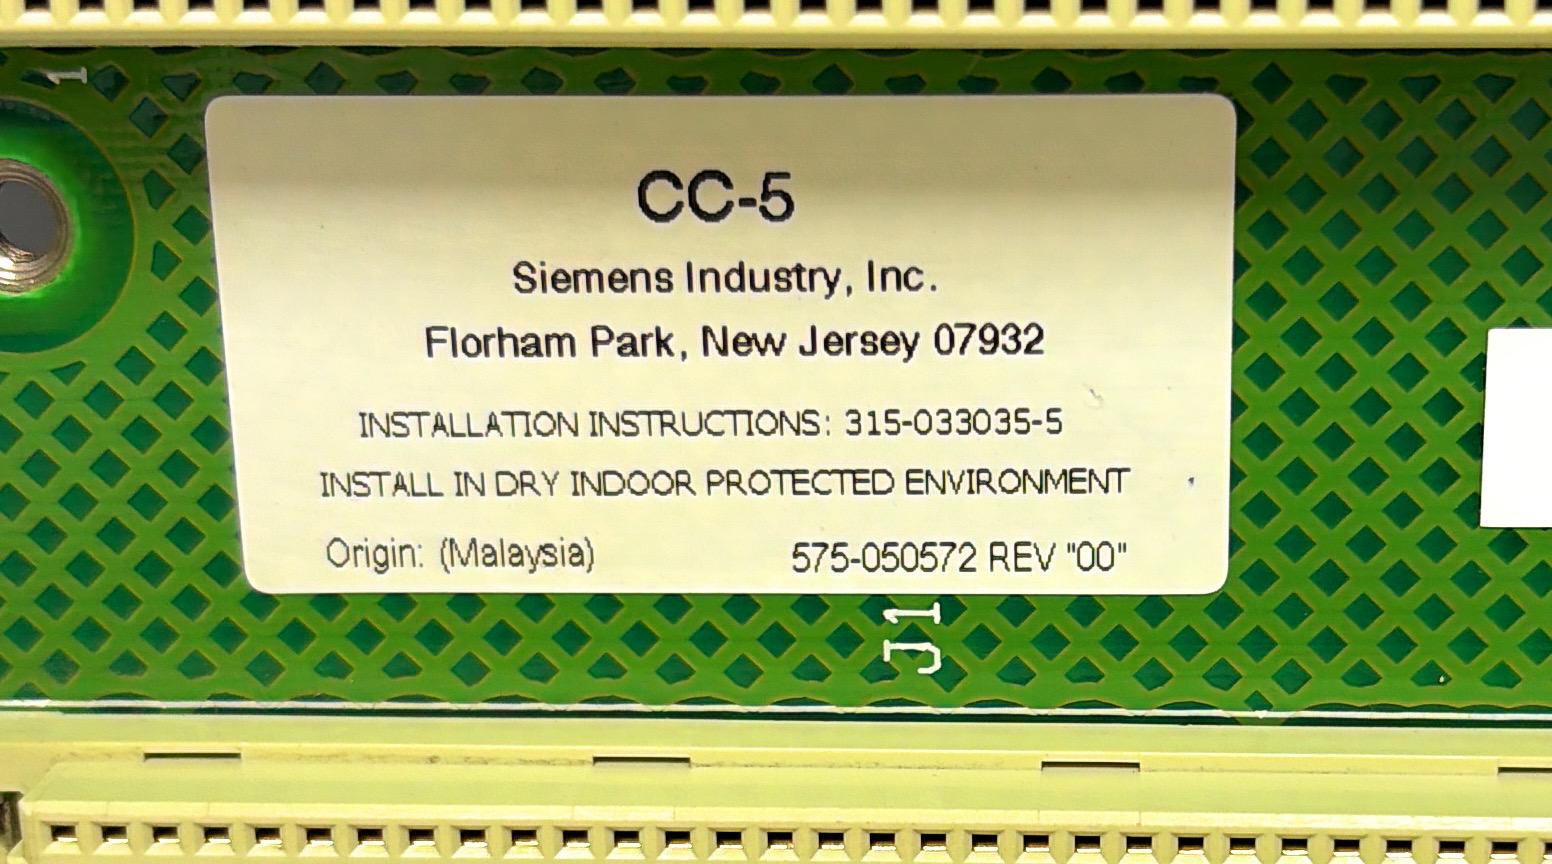 1
CC-5
Siemens Industry, Inc.
Florham Park, New Jersey 07932
INSTALLATION INSTRUCTIONS: 315-033035-5
INSTALL IN DRY INDOOR PROTECTED ENVIRONMENT
Origin: (Malaysia) 575-050572 REV "00"
J1